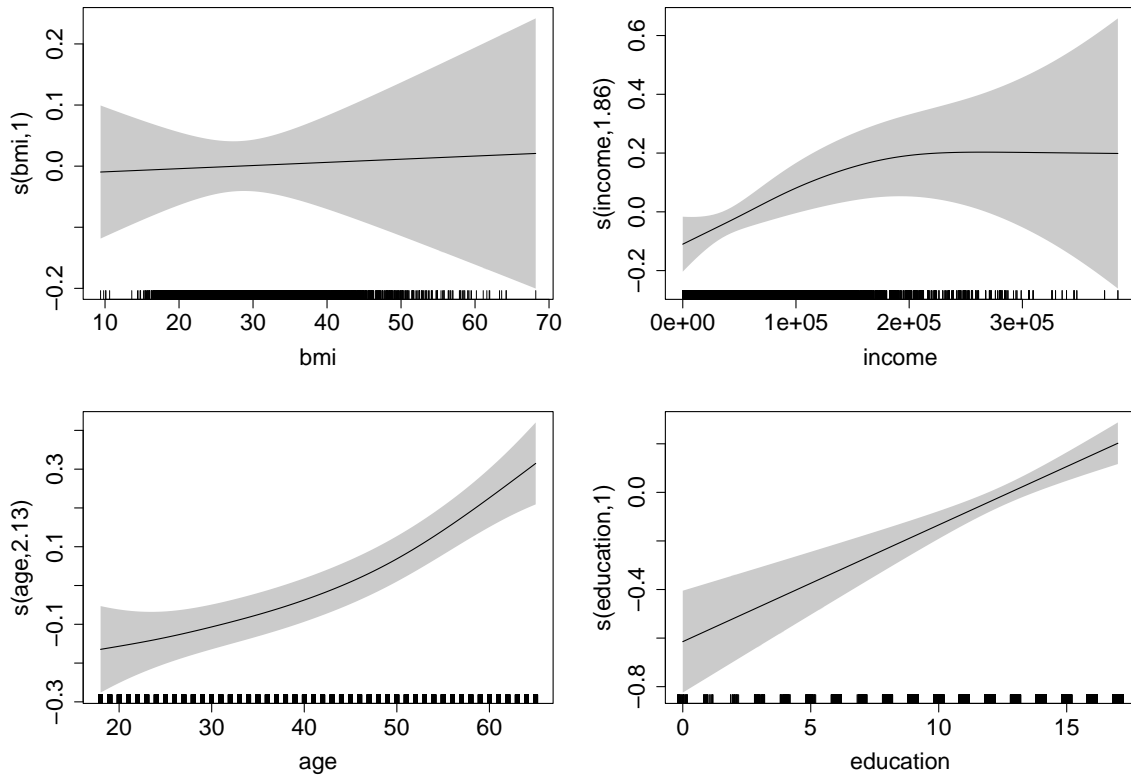 s(bmi,1)
0.2
0.1
0.0
−0.2
10 20 30 40 50 60 70
bmi
s(income,1.86)
0.6
0.4
0.2
0.0
−0.2
0e+00 1e+05 2e+05 3e+05
income
s(age,2.13)
0.3
0.1
−0.1
−0.3
20 30 40 50 60
age
s(education,1)
0.0
−0.4
−0.8
0 5 10 15
education